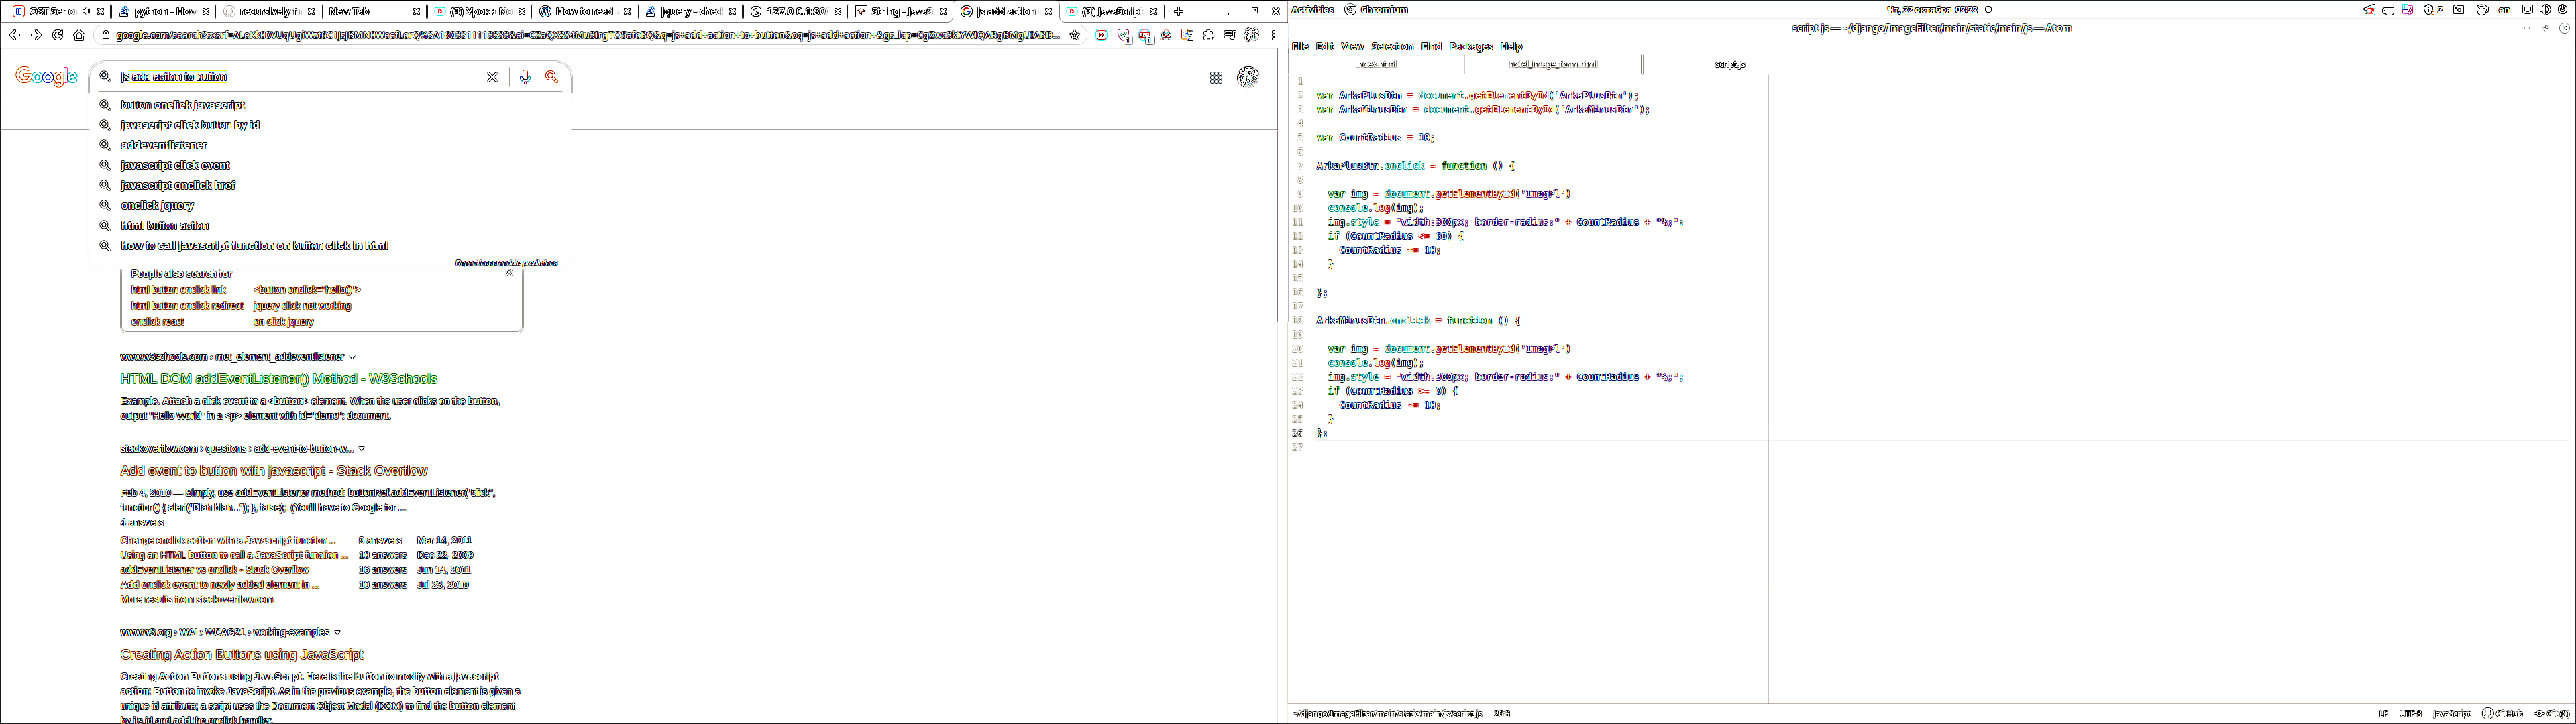 OST Serio
python - How
recursively fi
New Tab
(3) Уроки No
How to read
jquery - chec
127.0.0.1:80
String - javaS
js add action
(3) JavaScript
Activities
Chromium
Чт, 22 октября 02:22
2
en
script.js — ~/django/imageFilter/main/static/main/js — Atom
File Edit View Selection Find Packages Help
index.html
hotel_image_form.html
script.js
Google
js add action to button
button onclick javascript
javascript click button by id
addeventlistener
javascript click event
javascript onclick href
onclick jquery
html button action
how to call javascript function on button click in html
Report inappropriate predictions
People also search for
html button onclick link
<button onclick="hello()">
html button onclick redirect
jquery click not working
onclick react
on click jquery
www.w3schools.com › met_element_addeventlistener
HTML DOM addEventListener() Method - W3Schools
Example. Attach a click event to a <button> element. When the user clicks on the button,
output "Hello World" in a <p> element with id="demo": document.
stackoverflow.com › questions › add-event-to-button-w...
Add event to button with javascript - Stack Overflow
Feb 4, 2010 — Simply, use addEventListener method: buttonRef.addEventListener("click",
function() { alert("Blah blah..."); }, false);. (You'll have to Google for ...
4 answers
Change onclick action with a Javascript function ... 8 answers Mar 14, 2011
Using an HTML button to call a JavaScript function ... 10 answers Dec 22, 2009
addEventListener vs onclick - Stack Overflow 16 answers Jun 14, 2011
Add onclick event to newly added element in ... 10 answers Jul 23, 2010
More results from stackoverflow.com
www.w3.org › WAI › WCAG21 › working-examples
Creating Action Buttons using JavaScript
Creating Action Buttons using JavaScript. Here is the button to modify with a javascript
action: Button to invoke JavaScript. As in the previous example, the button element is given a
unique id attribute; a script uses the Document Object Model (DOM) to find the button element
by its id and add the onclick handler.
1
2 var ArkaPlusBtn = document.getElementById('ArkaPlusBtn');
3 var ArkaMinusBtn = document.getElementById('ArkaMinusBtn');
4
5 var CountRadius = 10;
6
7 ArkaPlusBtn.onclick = function () {
8
9 var img = document.getElementById('ImagFl')
10 console.log(img);
11 img.style = "width:300px; border-radius:" + CountRadius + "%;";
12 if (CountRadius <= 60) {
13 CountRadius += 10;
14 }
15
16 };
17
18 ArkaMinusBtn.onclick = function () {
19
20 var img = document.getElementById('ImagFl')
21 console.log(img);
22 img.style = "width:300px; border-radius:" + CountRadius + "%;";
23 if (CountRadius >= 0) {
24 CountRadius -= 10;
25 }
26 };
27
~/django/imageFilter/main/static/main/js/script.js 26:3
LF UTF-8 JavaScript GitHub Git (0)